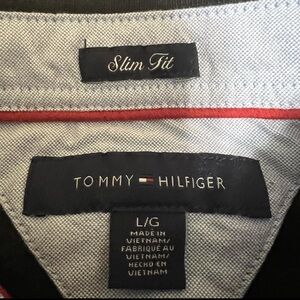 Slim Fit
TOMMY HILFIGER
L/G
MADE IN
VIETNAM/
FABRIQUÉ AU
VIETNAM/
HECHO EN
VIETNAM